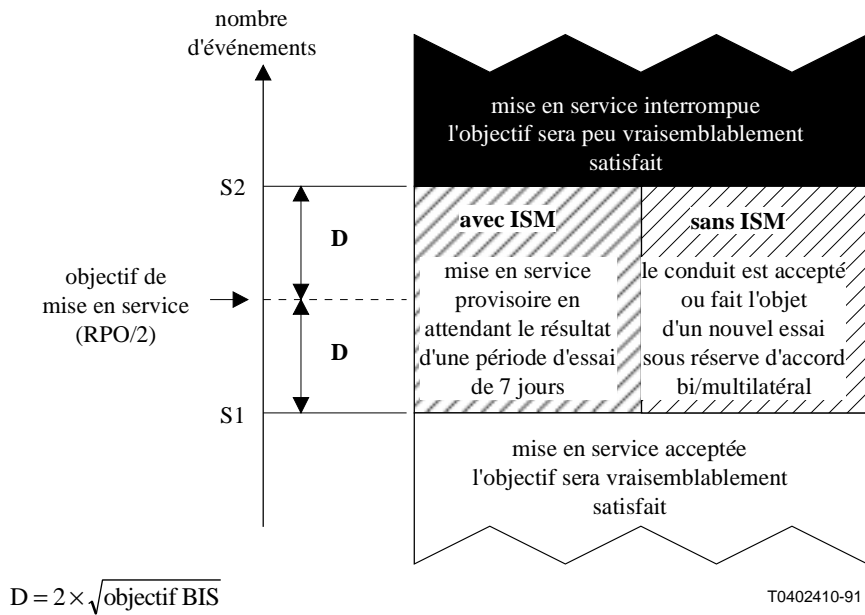 nombre
d'événements
mise en service interrompue
l'objectif sera peu vraisemblablement
satisfait
S2
D
avec ISM
mise en service
provisoire en
attendant le résultat
d'une période d'essai
de 7 jours
sans ISM
le conduit est accepté
ou fait l'objet
d'un nouvel essai
sous réserve d'accord
bi/multilatéral
objectif de
mise en service
(RPO/2)
D
S1
mise en service acceptée
l'objectif sera vraisemblablement
satisfait
D = 2 × √objectif BIS
T0402410-91